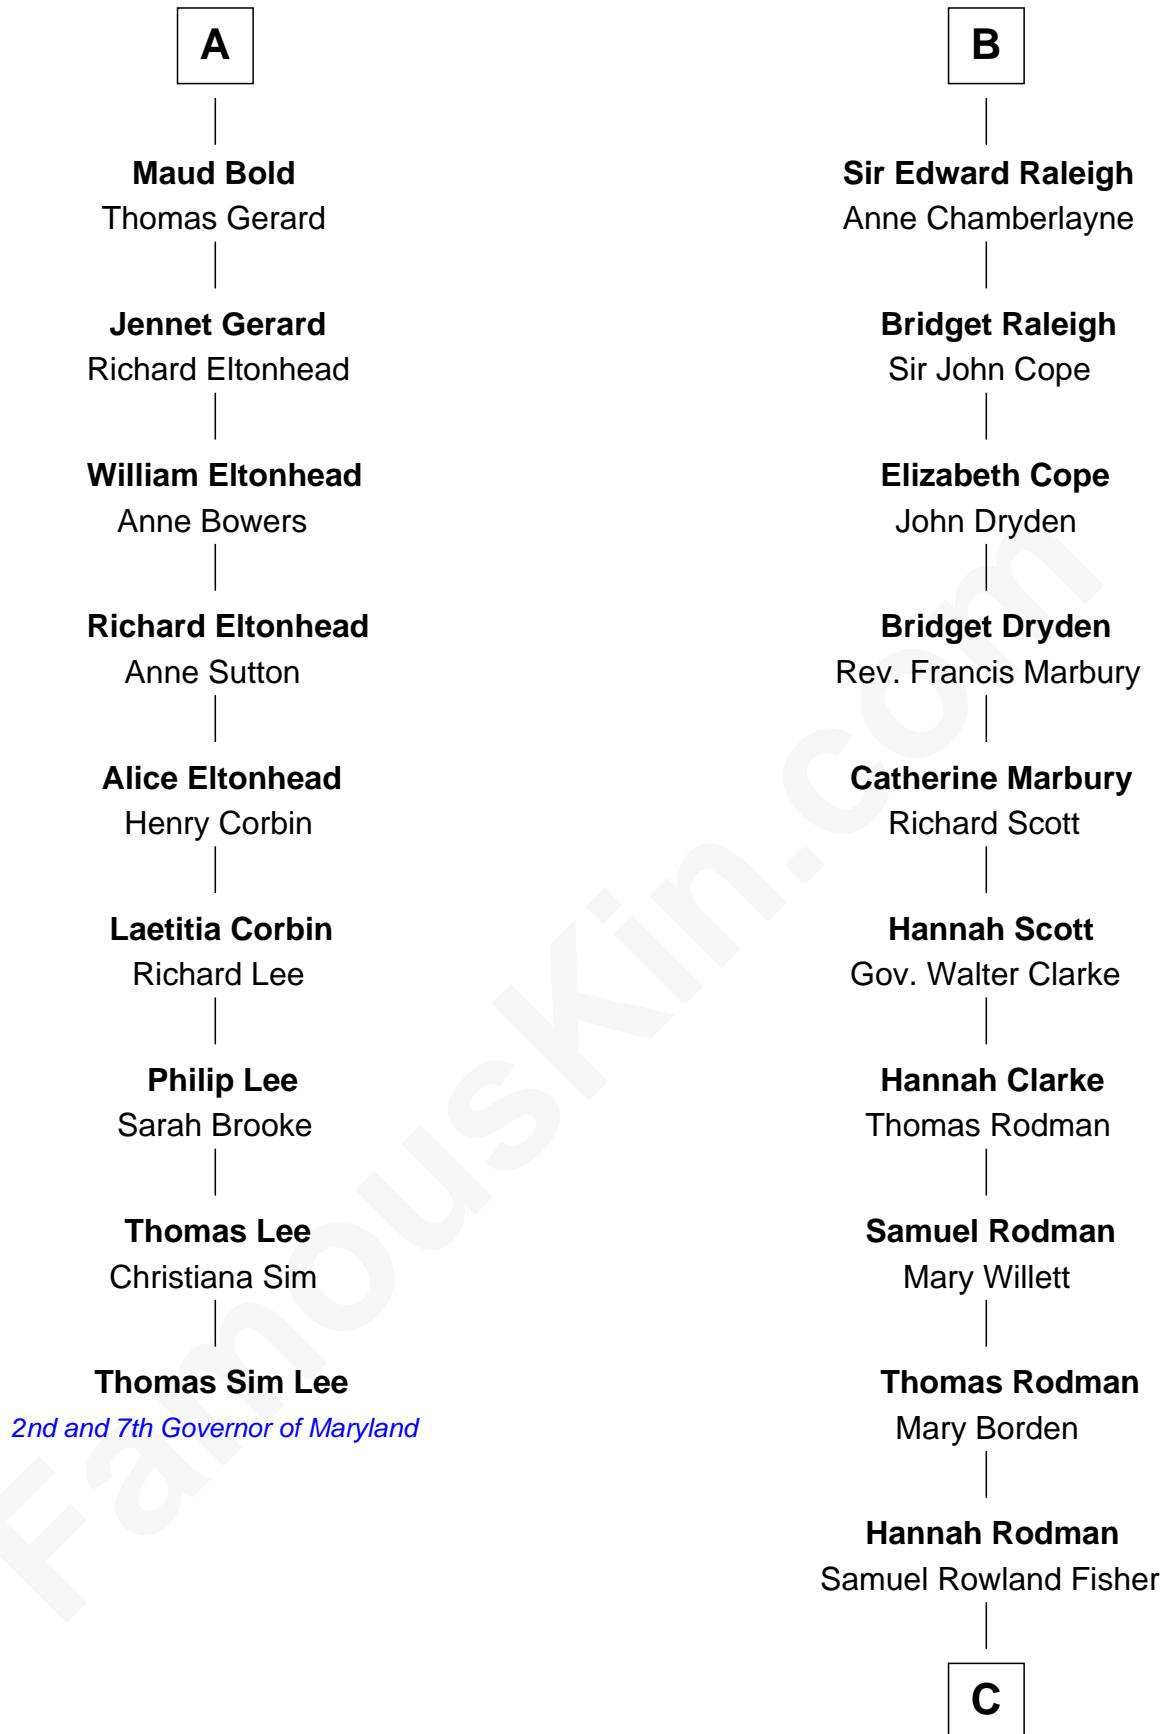 A
Maud Bold
Thomas Gerard
Jennet Gerard
Richard Eltonhead
William Eltonhead
Anne Bowers
Richard Eltonhead
Anne Sutton
Alice Eltonhead
Henry Corbin
Laetitia Corbin
Richard Lee
Philip Lee
Sarah Brooke
Thomas Lee
Christiana Sim
Thomas Sim Lee
2nd and 7th Governor of Maryland
B
Sir Edward Raleigh
Anne Chamberlayne
Bridget Raleigh
Sir John Cope
Elizabeth Cope
John Dryden
Bridget Dryden
Rev. Francis Marbury
Catherine Marbury
Richard Scott
Hannah Scott
Gov. Walter Clarke
Hannah Clarke
Thomas Rodman
Samuel Rodman
Mary Willett
Thomas Rodman
Mary Borden
Hannah Rodman
Samuel Rowland Fisher
C
FamousKin.com